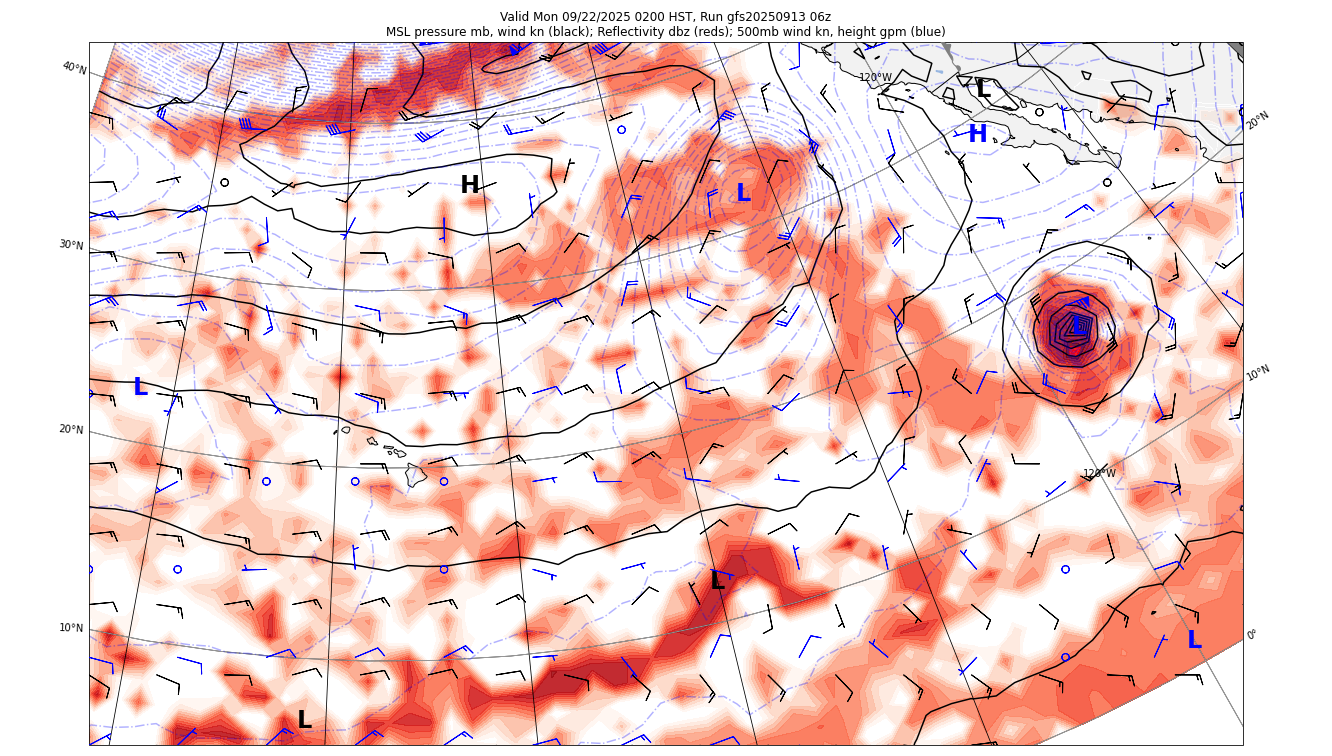 Valid Mon 09/22/2025 0200 HST, Run gfs20250913 06z
MSL pressure mb, wind kn (black); Reflectivity dbz (reds); 500mb wind kn, height gpm (blue)
40°N
120°W
L
20°N
H
H
L
30°N
L
10°N
L
20°N
120°W
L
10°N
0°
L
L